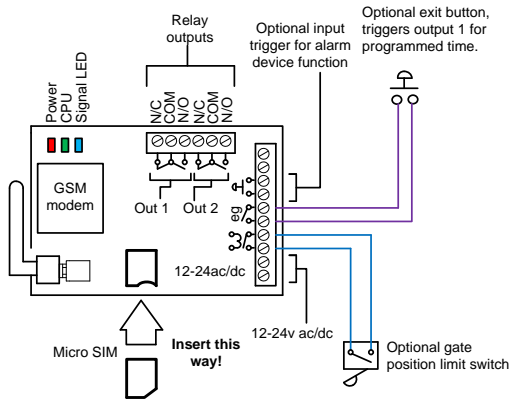 Relay
outputs
Optional input
trigger for alarm
device function
Optional exit button,
triggers output 1 for
programmed time.
Power
CPU
Signal LED
N/C
COM
N/O
N/C
COM
N/O
GSM
modem
Out 1
Out 2
eg
12-24ac/dc
12-24v ac/dc
Micro SIM
Insert this
way!
Optional gate
position limit switch